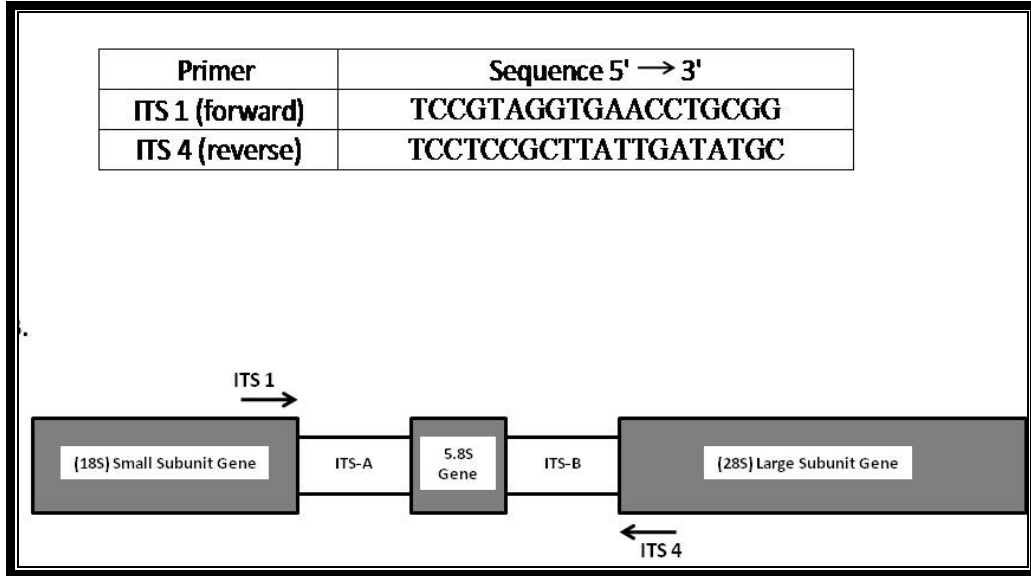 Primer Sequence 5' → 3'
ITS 1 (forward) TCCGTAGGTGAACCTGCGG
ITS 4 (reverse) TCCTCCGCTTATTGATATGC
ITS 1
(18S) Small Subunit Gene ITS-A 5.8S Gene ITS-B (28S) Large Subunit Gene
ITS 4